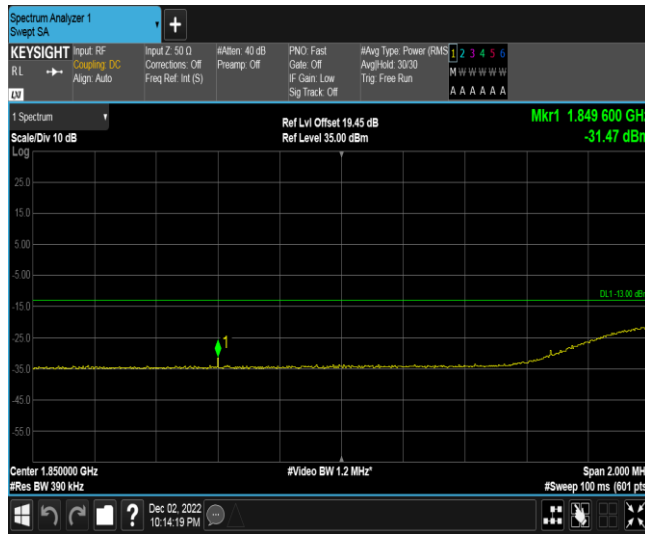 Spectrum Analyzer 1
Swept SA
+
KEYSIGHT
RL
LXI
Input: RF
Coupling: DC
Align: Auto
Input Z: 50 Ω
Corrections: Off
Freq Ref: Int (S)
#Atten: 40 dB
Preamp: Off
PNO: Fast
Gate: Off
IF Gain: Low
Sig Track: Off
#Avg Type: Power (RMS
Avg|Hold: 30/30
Trig: Free Run
1 2 3 4 5 6
M W W W W W
A A A A A A
1 Spectrum
Scale/Div 10 dB
Log
Ref Lvl Offset 19.45 dB
Ref Level 35.00 dBm
Mkr1 1.849 600 GH
-31.47 dBm
25.0
15.0
5.00
-5.00
DL1 -13.00 dB
-15.0
-25.0
1
-35.0
-45.0
-55.0
Center 1.850000 GHz
#Res BW 390 kHz
#Video BW 1.2 MHz*
Span 2.000 MH
#Sweep 100 ms (601 pts
?
Dec 02, 2022
10:14:19 PM